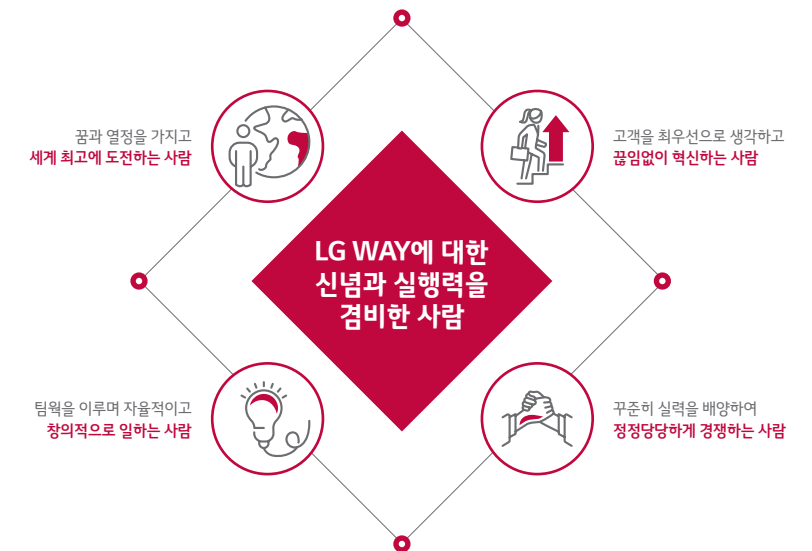 꿈과 열정을 가지고
세계 최고에 도전하는 사람
고객을 최우선으로 생각하고
끊임없이 혁신하는 사람
LG WAY에 대한
신념과 실행력을
겸비한 사람
팀웍을 이루며 자율적이고
창의적으로 일하는 사람
꾸준히 실력을 배양하여
정정당당하게 경쟁하는 사람